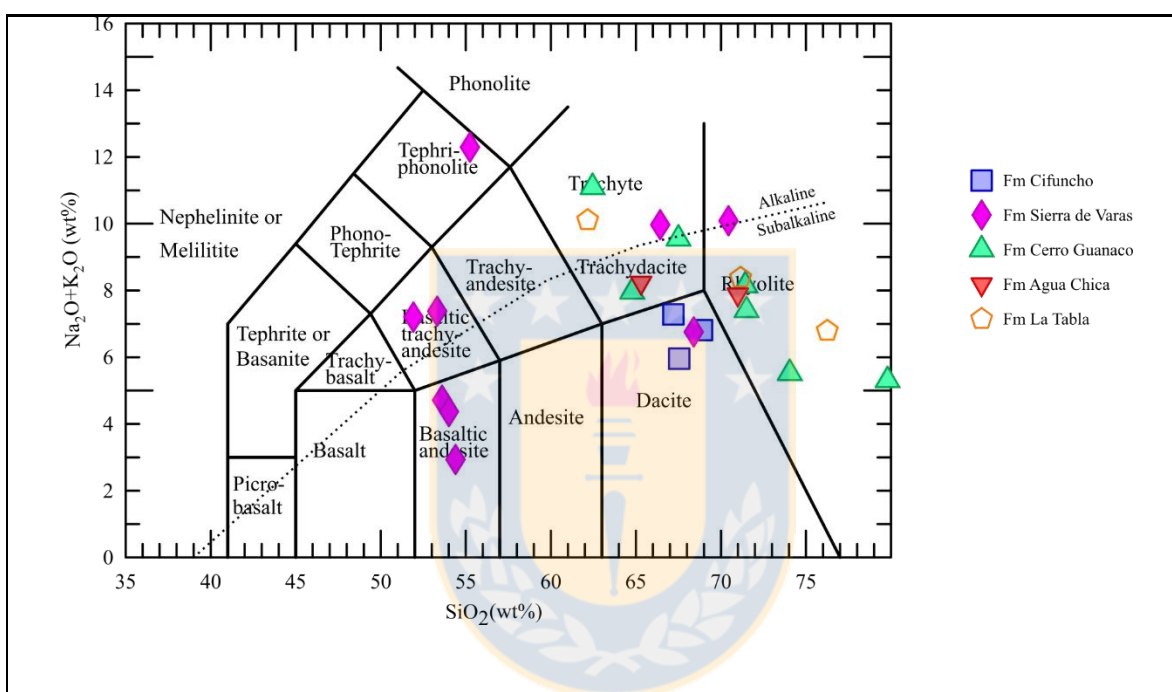 16
14
12
10
8
6
4
2
0
Na2O+K2O (wt%)
35
40
45
50
55
60
65
70
75
SiO2(wt%)
Phonolite
Tephri-
phonolite
Trachyte
Alkaline
Subalkaline
Nephelinite or
Melilitite
Phono-
Tephrite
Trachy-
andesite
Trachydacite
Rhyolite
Tephrite or
Basanite
Basaltic
trachy-
andesite
Trachy-
basalt
Andesite
Dacite
Basalt
Basaltic
andesite
Picro-
basalt
Fm Cifuncho
Fm Sierra de Varas
Fm Cerro Guanaco
Fm Agua Chica
Fm La Tabla